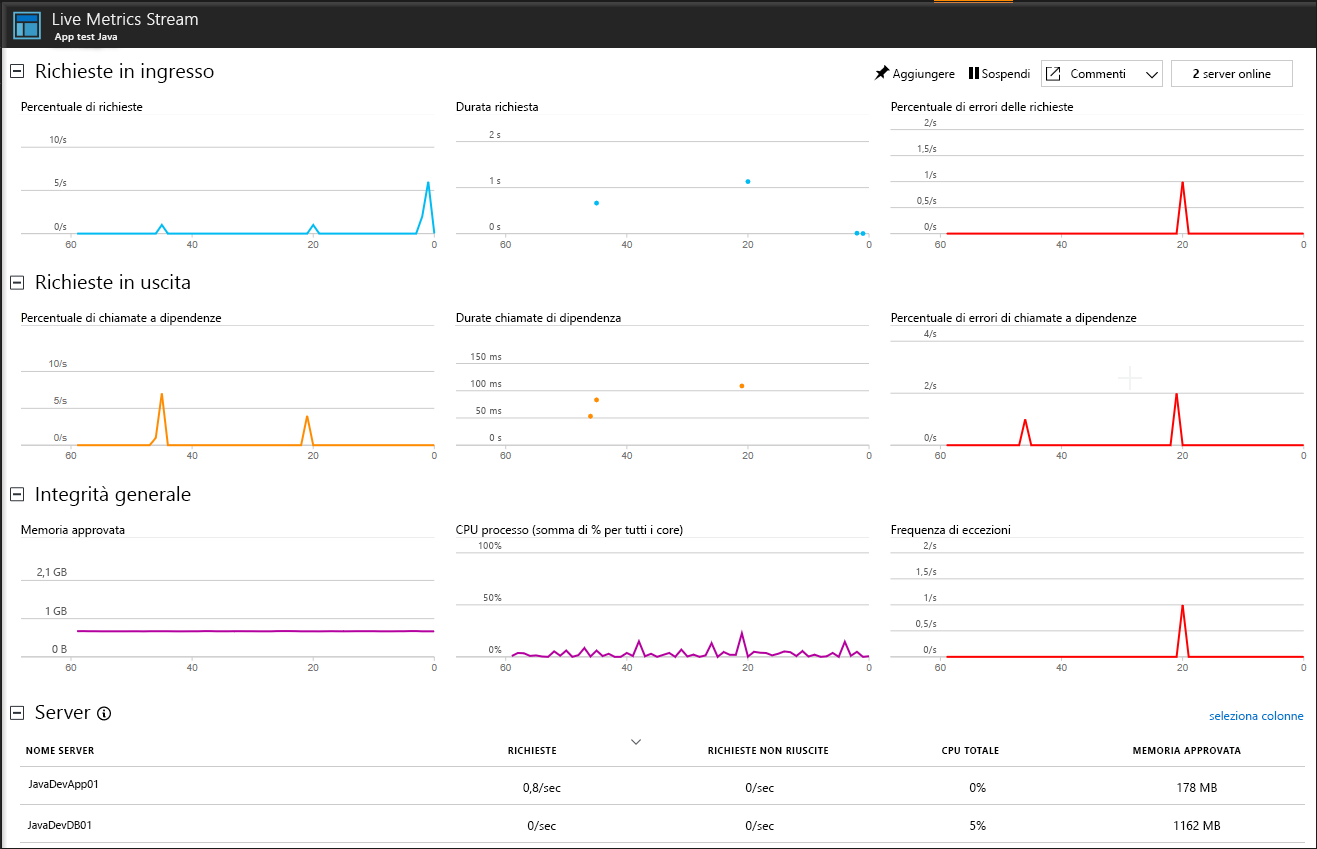 Live Metrics Stream
App test Java
Richieste in ingresso
Aggiungere
Sospendi
Commenti
2 server online
Percentuale di richieste
Durata richiesta
Percentuale di errori delle richieste
10/s
5/s
0/s
60 40 20 0
2 s
1 s
0 s
60 40 20 0
2/s
1,5/s
1/s
0,5/s
0/s
60 40 20 0
Richieste in uscita
Percentuale di chiamate a dipendenze
Durate chiamate di dipendenza
Percentuale di errori di chiamate a dipendenze
10/s
5/s
0/s
60 40 20 0
150 ms
100 ms
50 ms
0 s
60 40 20 0
4/s
2/s
0/s
60 40 20 0
Integrità generale
Memoria approvata
CPU processo (somma di % per tutti i core)
Frequenza di eccezioni
2,1 GB
1 GB
0 B
60 40 20 0
100%
50%
0%
60 40 20 0
2/s
1,5/s
1/s
0,5/s
0/s
60 40 20 0
Server
seleziona colonne
NOME SERVER RICHIESTE RICHIESTE NON RIUSCITE CPU TOTALE MEMORIA APPROVATA
JavaDevApp01 0,8/sec 0/sec 0% 178 MB
JavaDevDB01 0/sec 0/sec 5% 1162 MB